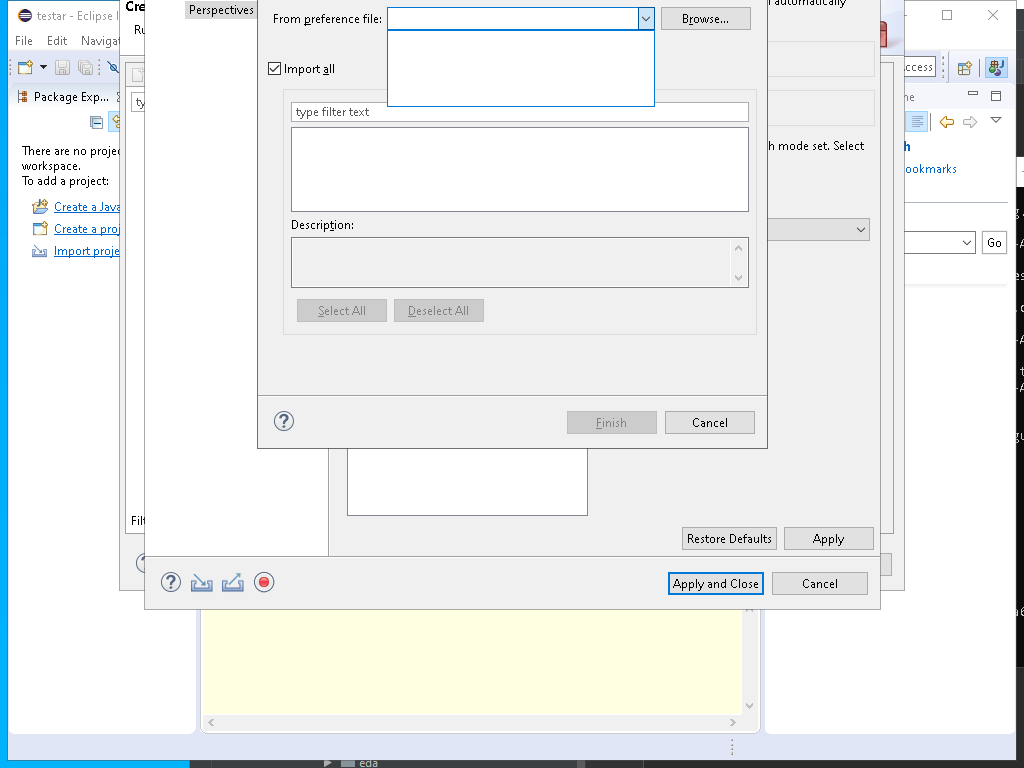 testar - Eclipse I
File Edit Navigat
Package Exp...
There are no projec
workspace.
To add a project:
Create a Java
Create a proj
Import proje
Cre
Ru
ty
Filt
Perspectives
From preference file:
Browse...
Import all
type filter text
Description:
Select All
Deselect All
Finish
Cancel
automatically
h mode set. Select
Restore Defaults
Apply
Apply and Close
Cancel
ccess
ne
h
ookmarks
Go
eda